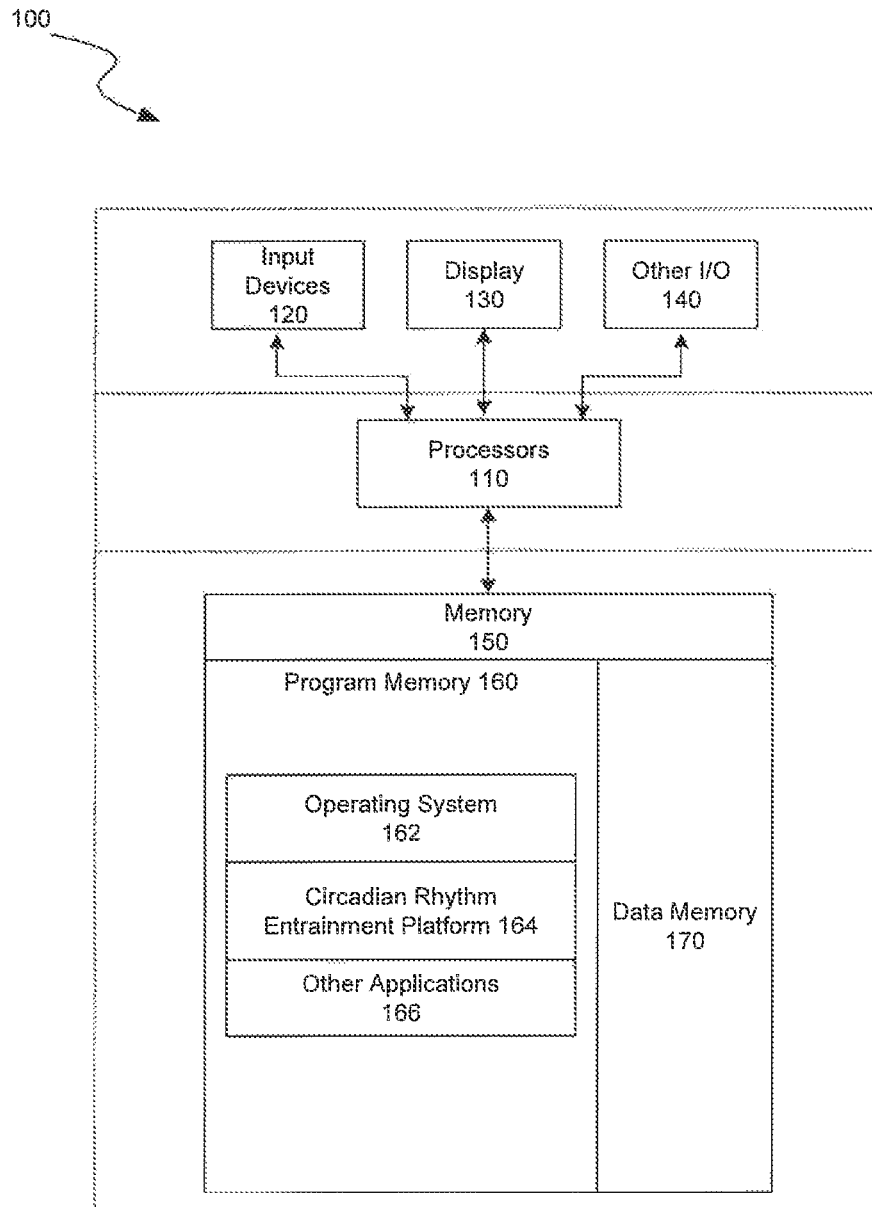 100
Input
Devices
120
Display
130
Other I/O
140
Processors
110
Memory
150
Program Memory 160
Operating System
162
Circadian Rhythm
Entrainment Platform 164
Other Applications
166
Data Memory
170